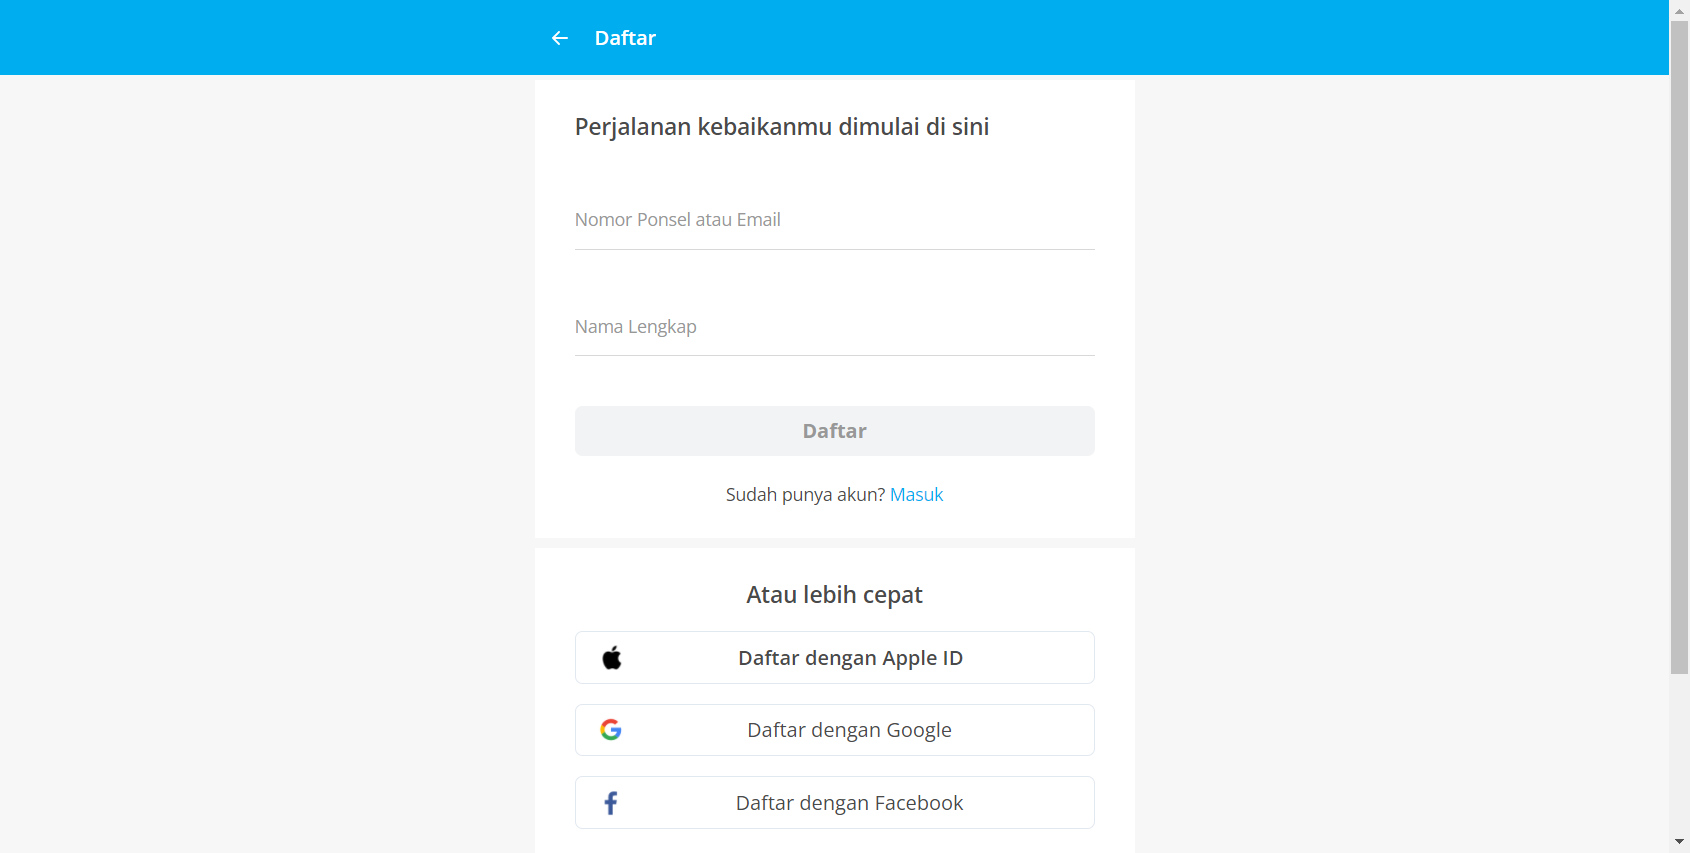 Daftar
Perjalanan kebaikanmu dimulai di sini
Nomor Ponsel atau Email
Nama Lengkap
Daftar
Sudah punya akun? Masuk
Atau lebih cepat
Daftar dengan Apple ID
Daftar dengan Google
Daftar dengan Facebook